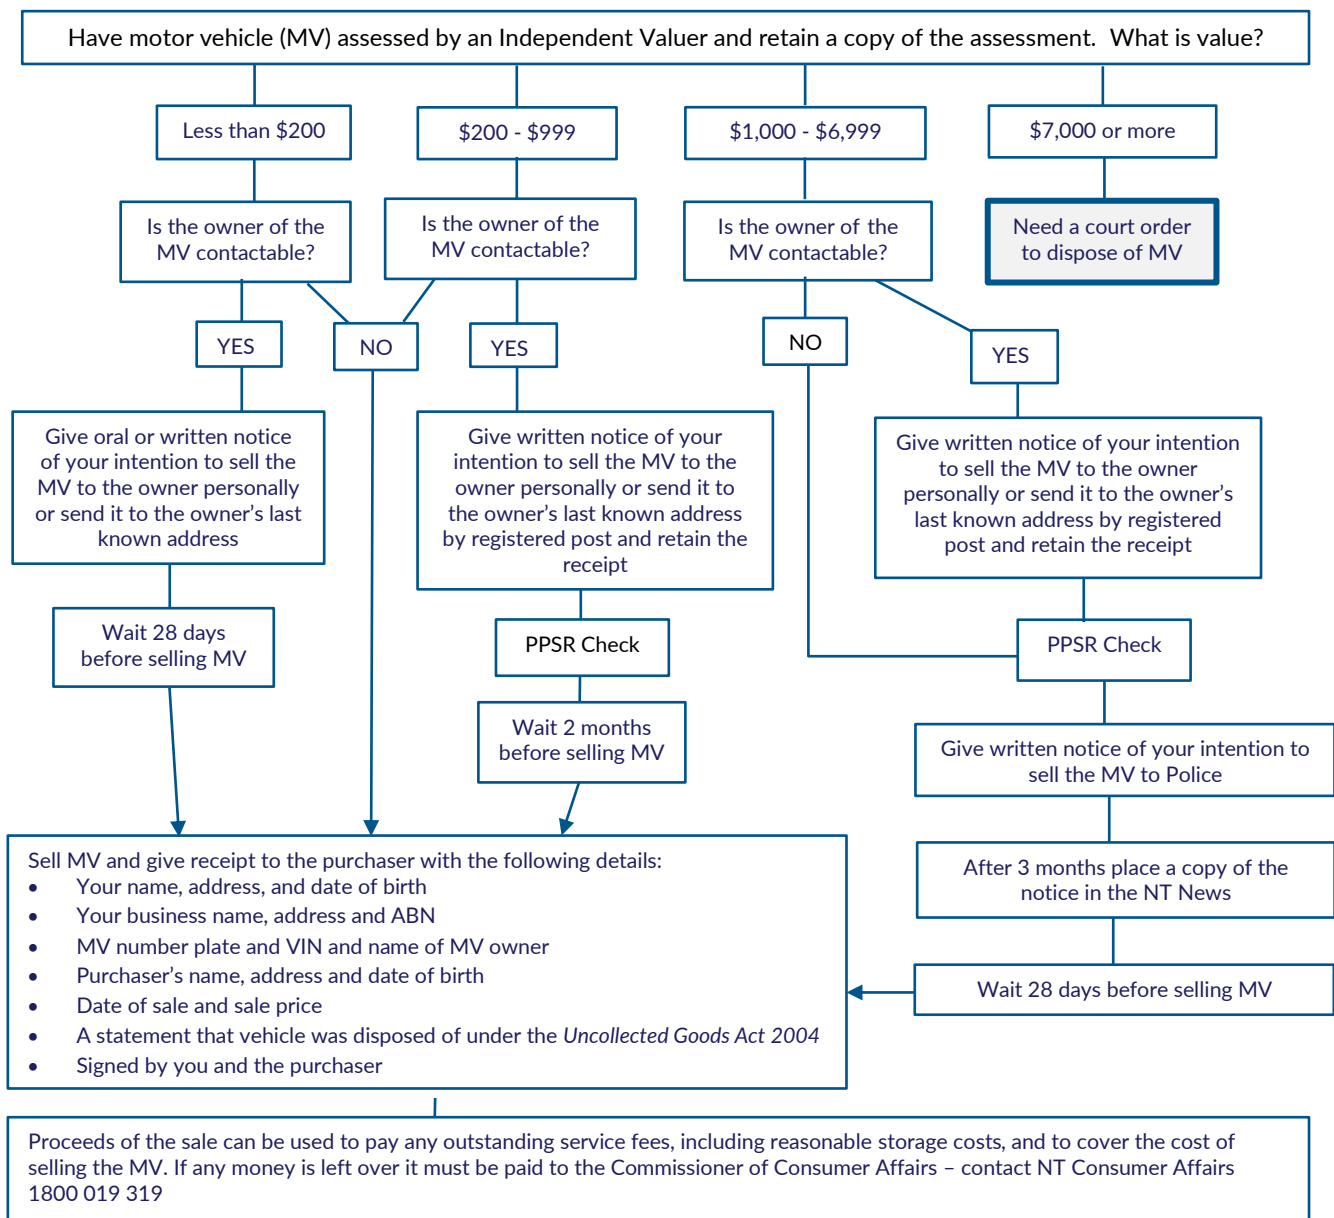 Have motor vehicle (MV) assessed by an Independent Valuer and retain a copy of the assessment. What is value?
Less than $200
$200 - $999
$1,000 - $6,999
$7,000 or more
Is the owner of the
MV contactable?
Is the owner of the
MV contactable?
Is the owner of the
MV contactable?
Need a court order
to dispose of MV
YES
NO
YES
NO
YES
Give oral or written notice
of your intention to sell the
MV to the owner personally
or send it to the owner’s last
known address
Give written notice of your
intention to sell the MV to the
owner personally or send it to
the owner’s last known address
by registered post and retain the
receipt
Give written notice of your intention
to sell the MV to the owner
personally or send it to the owner’s
last known address by registered
post and retain the receipt
Wait 28 days
before selling MV
PPSR Check
PPSR Check
Wait 2 months
before selling MV
Give written notice of your intention to
sell the MV to Police
After 3 months place a copy of the
notice in the NT News
Wait 28 days before selling MV
Sell MV and give receipt to the purchaser with the following details:
• Your name, address, and date of birth
• Your business name, address and ABN
• MV number plate and VIN and name of MV owner
• Purchaser’s name, address and date of birth
• Date of sale and sale price
• A statement that vehicle was disposed of under the Uncollected Goods Act 2004
• Signed by you and the purchaser
Proceeds of the sale can be used to pay any outstanding service fees, including reasonable storage costs, and to cover the cost of
selling the MV. If any money is left over it must be paid to the Commissioner of Consumer Affairs – contact NT Consumer Affairs
1800 019 319